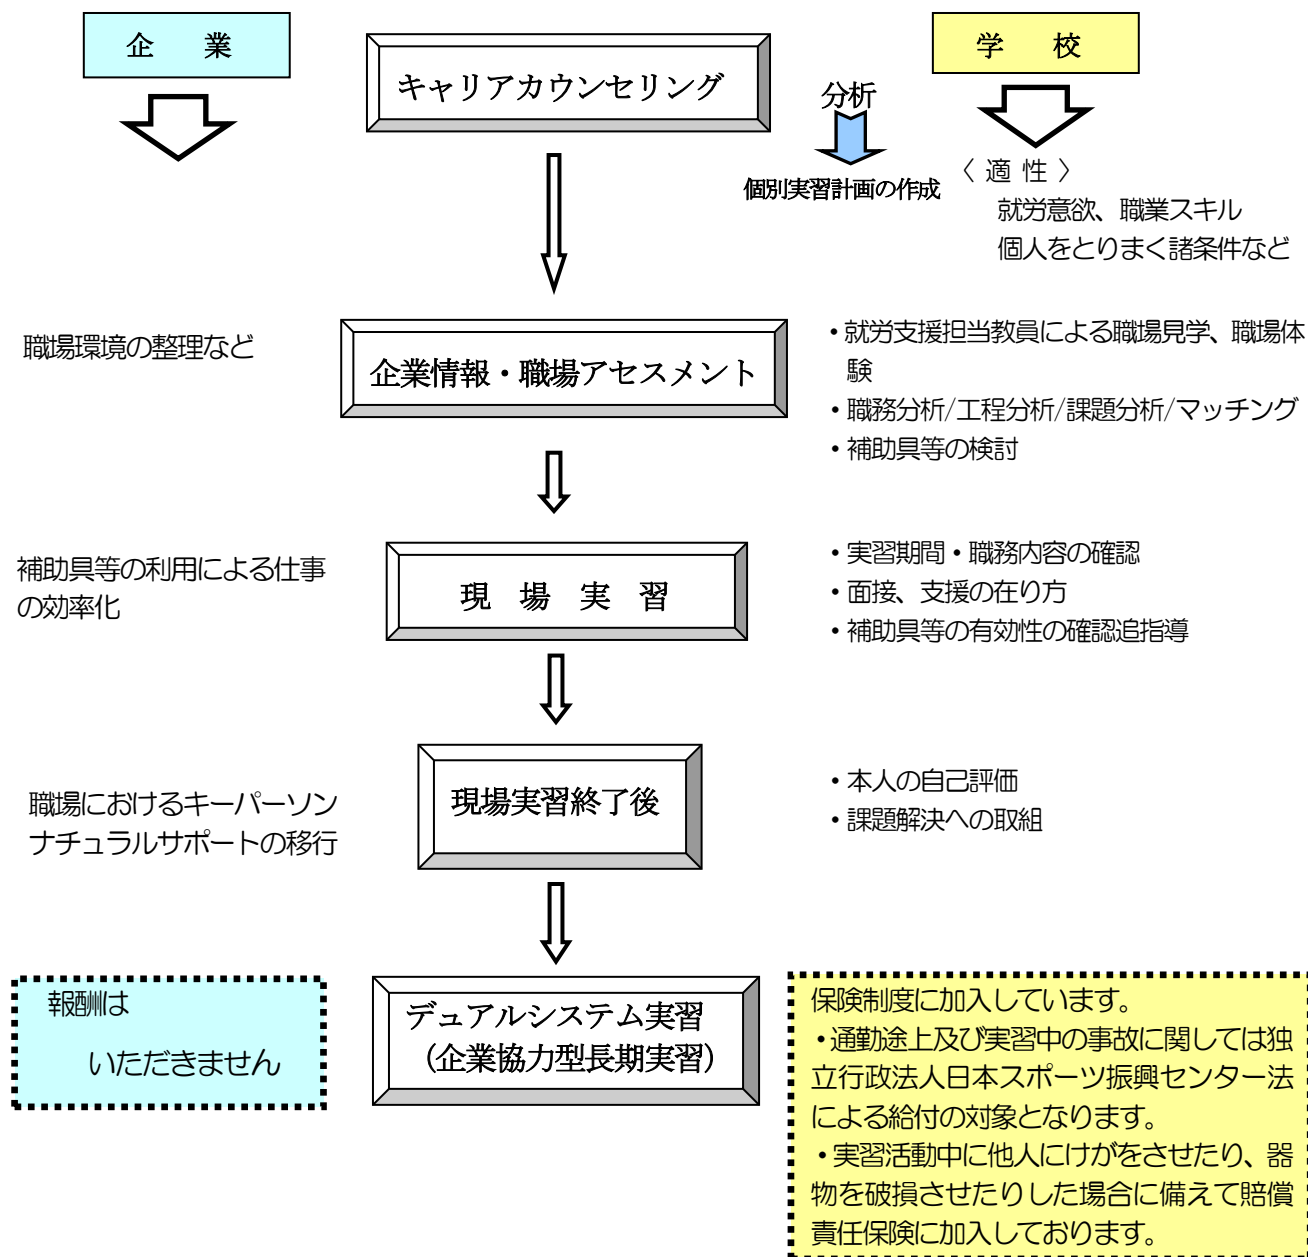 企　業
キャリアカウンセリング
学　校
分析
個別実習計画の作成
〈 適 性 〉
就労意欲、職業スキル
個人をとりまく諸条件など
職場環境の整理など
企業情報・職場アセスメント
・就労支援担当教員による職場見学、職場体
験
・職務分析/工程分析/課題分析/マッチング
・補助具等の検討
補助具等の利用による仕事
の効率化
現　場　実　習
・実習期間・職務内容の確認
・面接、支援の在り方
・補助具等の有効性の確認追指導
職場におけるキーパーソン
ナチュラルサポートの移行
現場実習終了後
・本人の自己評価
・課題解決への取組
報酬は
いただきません
デュアルシステム実習
（企業協力型長期実習）
保険制度に加入しています。
・通勤途上及び実習中の事故に関しては独
立行政法人日本スポーツ振興センター法
による給付の対象となります。
・実習活動中に他人にけがをさせたり、器
物を破損させたりした場合に備えて賠償
責任保険に加入しております。